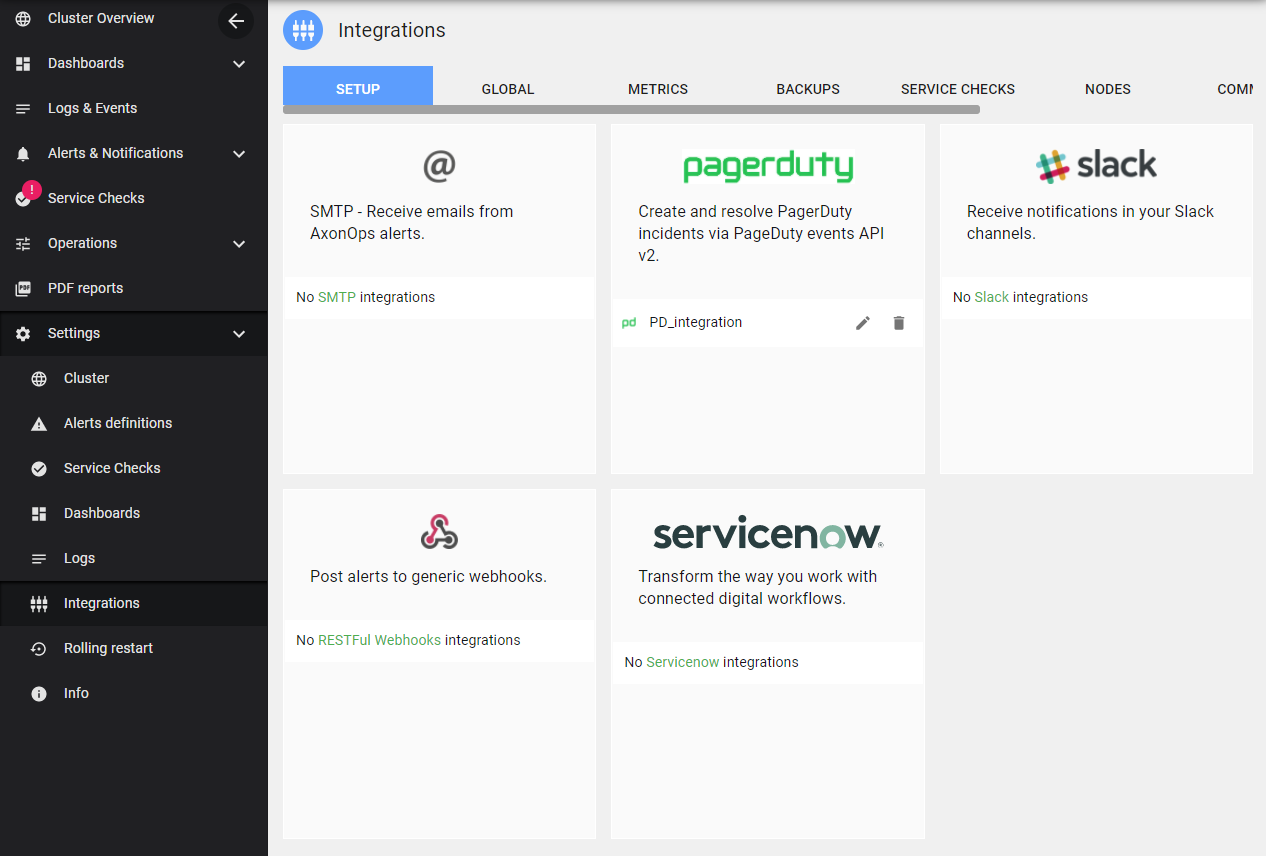 Cluster Overview
Dashboards
Logs & Events
Alerts & Notifications
!
Service Checks
Operations
PDF
PDF reports
Settings
Cluster
Alerts definitions
Service Checks
Dashboards
Logs
Integrations
Rolling restart
Info
Integrations
SETUP GLOBAL METRICS BACKUPS SERVICE CHECKS NODES COMM
@
SMTP - Receive emails from
AxonOps alerts.
No SMTP integrations
pagerduty
Create and resolve PagerDuty
incidents via PageDuty events API
v2.
pd PD_integration
slack
Receive notifications in your Slack
channels.
No Slack integrations
Post alerts to generic webhooks.
No RESTFul Webhooks integrations
servicenow®
Transform the way you work with
connected digital workflows.
No Servicenow integrations